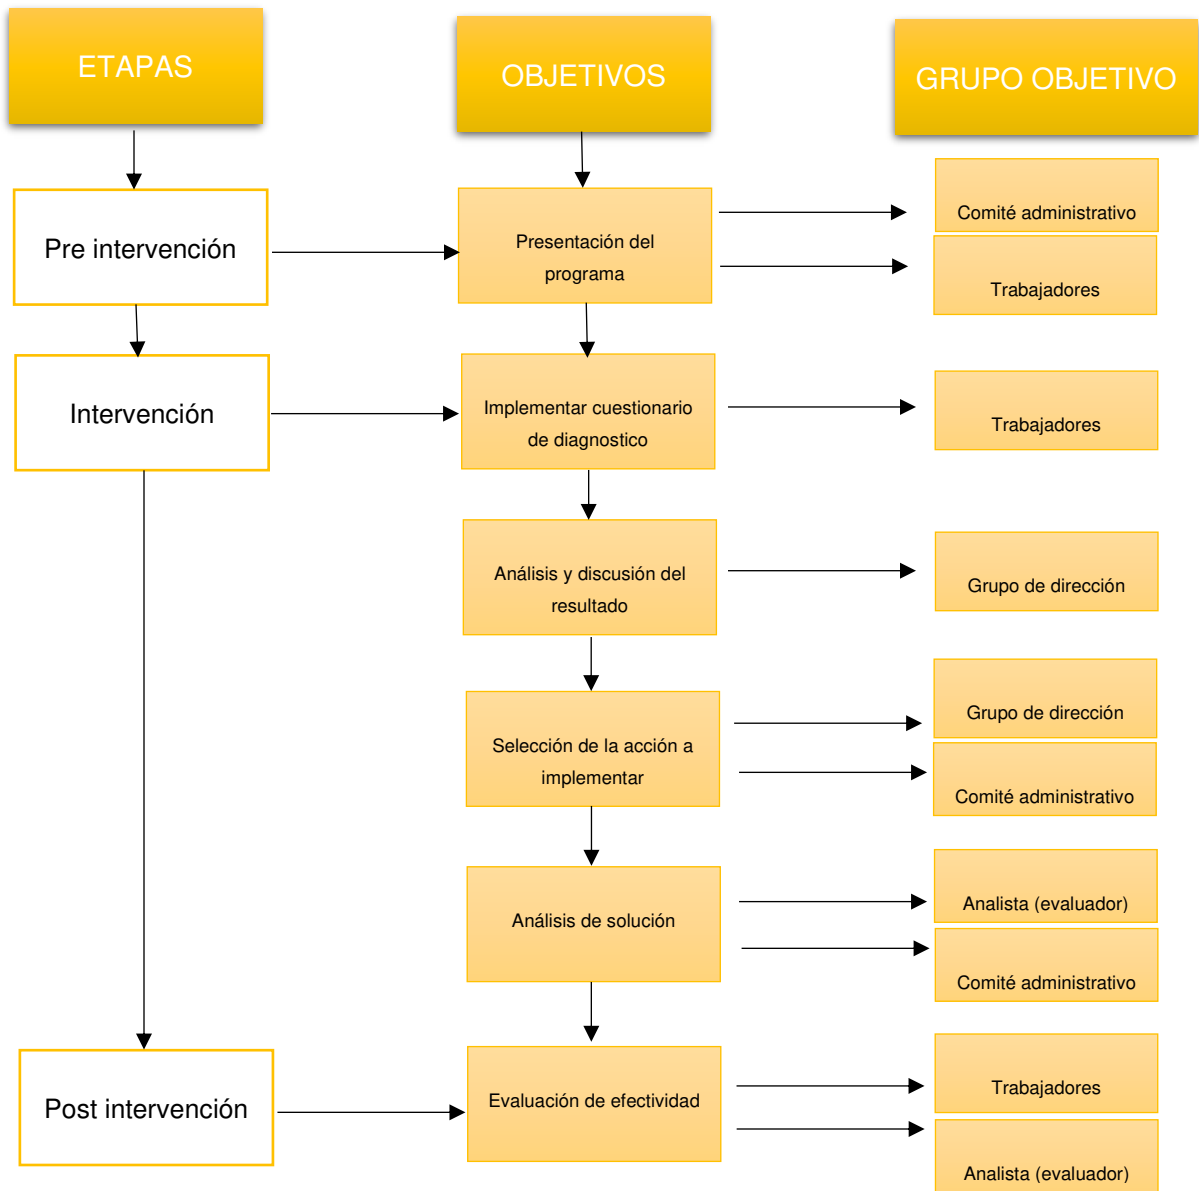 ETAPAS
OBJETIVOS
GRUPO OBJETIVO
Pre intervención
Presentación del
programa
Comité administrativo
Trabajadores
Intervención
Implementar cuestionario
de diagnostico
Trabajadores
Análisis y discusión del
resultado
Grupo de dirección
Selección de la acción a
implementar
Grupo de dirección
Comité administrativo
Análisis de solución
Analista (evaluador)
Comité administrativo
Post intervención
Evaluación de efectividad
Trabajadores
Analista (evaluador)